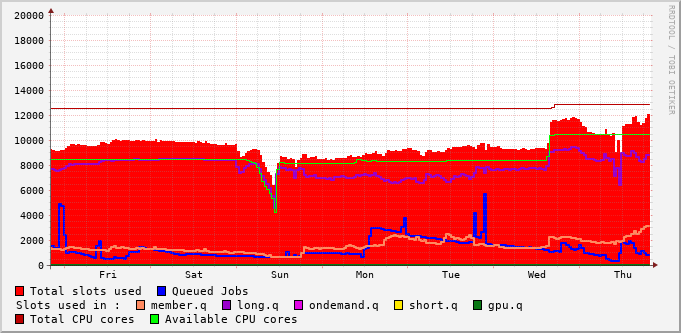 20000
18000
16000
14000
12000
10000
8000
6000
4000
2000
0
Fri Sat Sun Mon Tue Wed Thu
Total slots used Queued Jobs
Slots used in : member.q long.q ondemand.q short.q gpu.q
Total CPU cores Available CPU cores
RRDTOOL / TOBI OETIKER